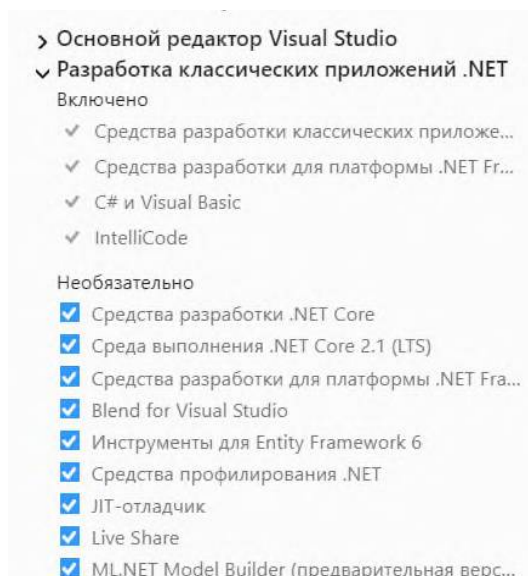 Основной редактор Visual Studio
Разработка классических приложений .NET
Включено
Средства разработки классических приложе...
Средства разработки для платформы .NET Fr...
C# и Visual Basic
IntelliCode
Необязательно
Средства разработки .NET Core
Среда выполнения .NET Core 2.1 (LTS)
Средства разработки для платформы .NET Fra...
Blend for Visual Studio
Инструменты для Entity Framework 6
Средства профилирования .NET
JIT-отладчик
Live Share
ML.NET Model Builder (предварительная верс...